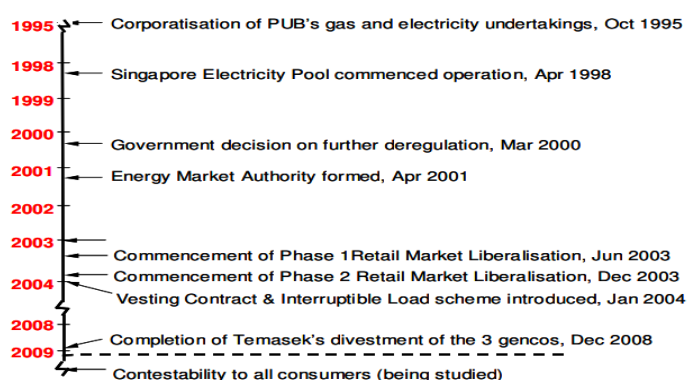 1995 Corporatisation of PUB's gas and electricity undertakings, Oct 1995
1998
Singapore Electricity Pool commenced operation, Apr 1998
1999
2000
Government decision on further deregulation, Mar 2000
2001
Energy Market Authority formed, Apr 2001
2002
2003
Commencement of Phase 1Retail Market Liberalisation, Jun 2003
Commencement of Phase 2 Retail Market Liberalisation, Dec 2003
2004
Vesting Contract & Interruptible Load scheme introduced, Jan 2004
2008
Completion of Temasek's divestment of the 3 gencos, Dec 2008
2009
Contestability to all consumers (being studied)